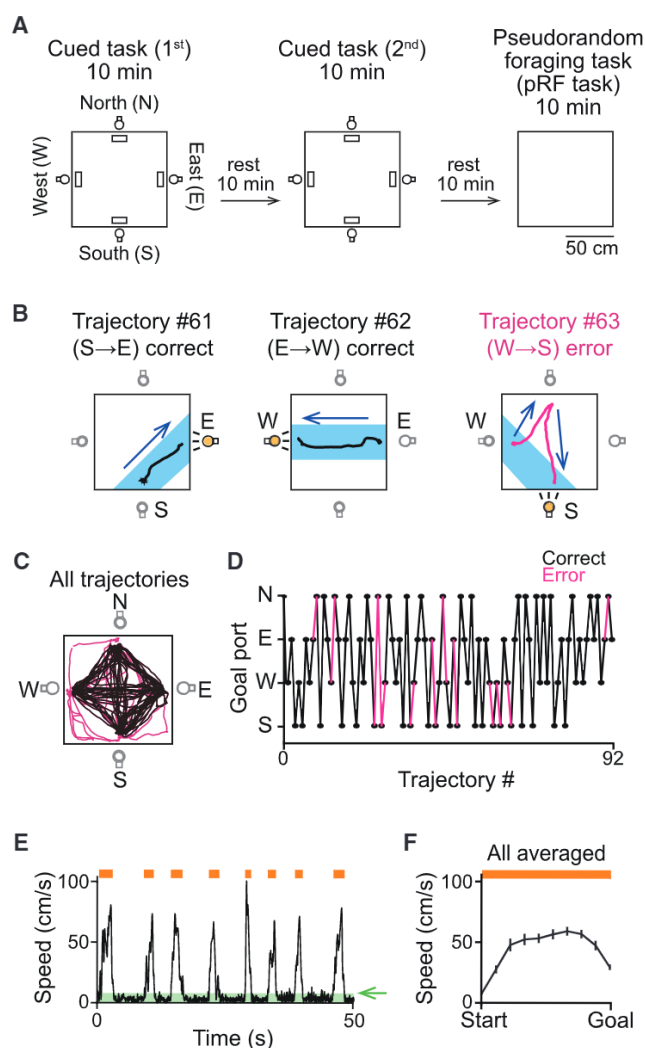 A
Cued task (1st)
10 min
North (N)
West (W)
East (E)
South (S)
rest
10 min
Cued task (2nd)
10 min
rest
10 min
Pseudorandom
foraging task
(pRF task)
10 min
50 cm
B
Trajectory #61
(S→E) correct
E
S
Trajectory #62
(E→W) correct
W
E
Trajectory #63
(W→S) error
W
S
C
All trajectories
N
W
E
S
D
Correct
Error
Goal port
N
E
W
S
0
92
Trajectory #
E
Speed (cm/s)
100
50
0
0
50
Time (s)
F
All averaged
Speed (cm/s)
100
50
0
Start
Goal